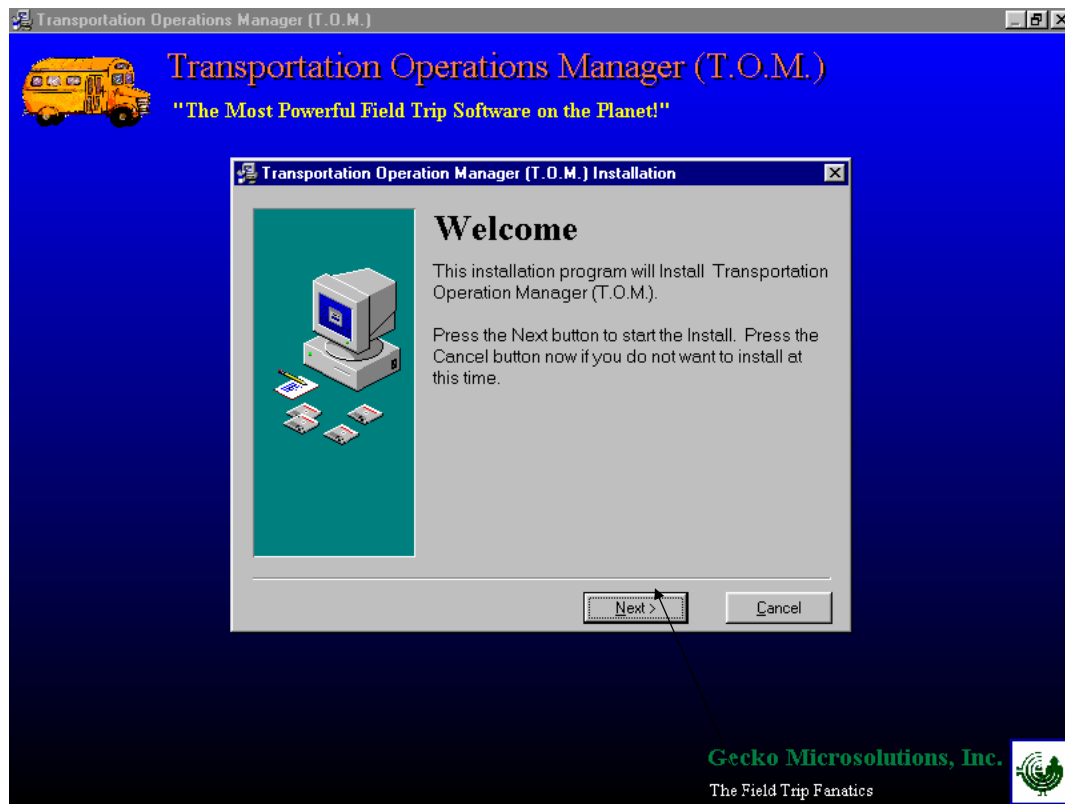 Transportation Operations Manager (T.O.M.)
Transportation Operations Manager (T.O.M.)
"The Most Powerful Field Trip Software on the Planet!"
Transportation Operation Manager (T.O.M.) Installation
Welcome
This installation program will Install Transportation
Operation Manager (T.O.M.).
Press the Next button to start the Install. Press the
Cancel button now if you do not want to install at
this time.
Next >
Cancel
Gecko Microsolutions, Inc.
The Field Trip Fanatics